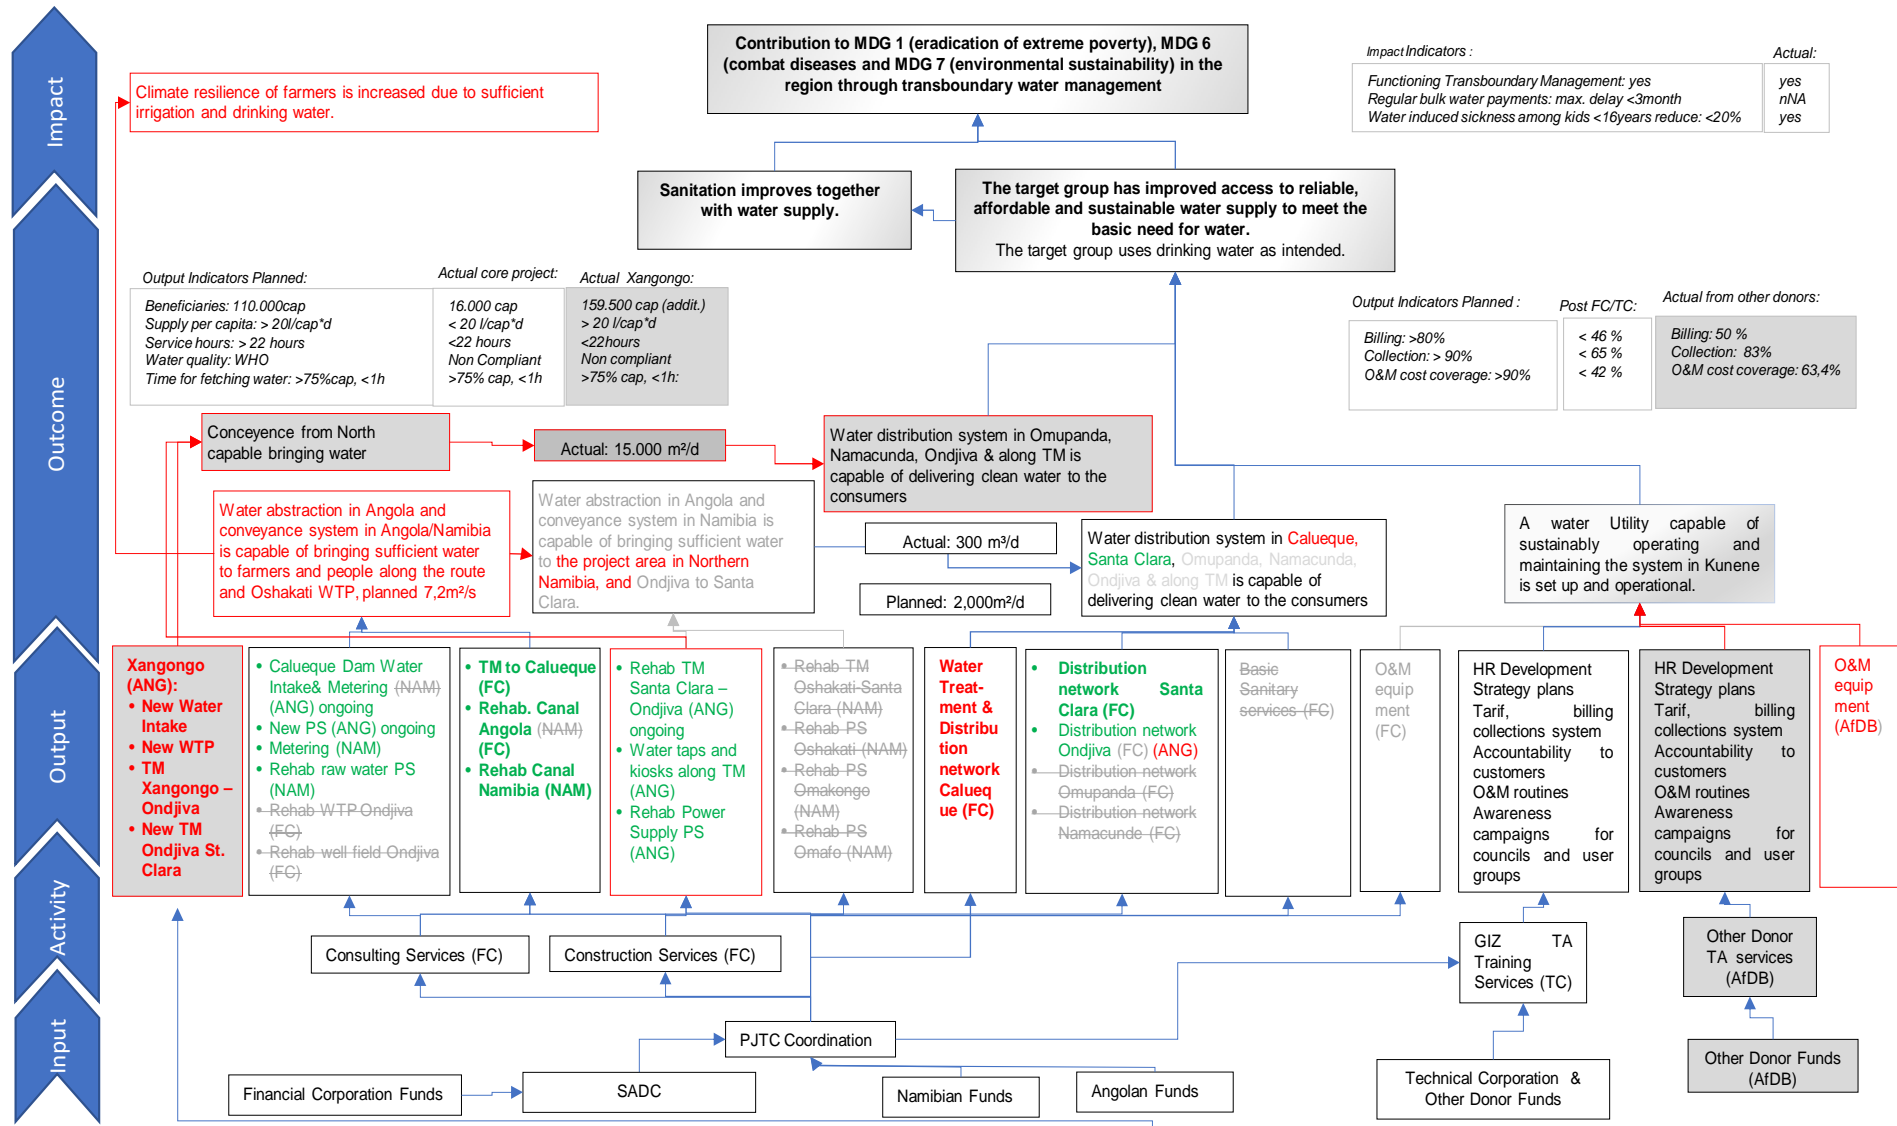 Impact
Outcome
Output
Activity
Input
Contribution to MDG 1 (eradication of extreme poverty), MDG 6
(combat diseases and MDG 7 (environmental sustainability) in the
region through transboundary water management
Impact Indicators :
Actual:
Functioning Transboundary Management: yes
Regular bulk water payments: max. delay <3month
Water induced sickness among kids <16years reduce: <20%
yes
nNA
yes
Climate resilience of farmers is increased due to sufficient
irrigation and drinking water.
Sanitation improves together
with water supply.
The target group has improved access to reliable,
affordable and sustainable water supply to meet the
basic need for water.
The target group uses drinking water as intended.
Output Indicators Planned:
Actual core project:
Actual Xangongo:
Beneficiaries: 110.000cap
Supply per capita: > 20l/cap*d
Service hours: > 22 hours
Water quality: WHO
Time for fetching water: >75%cap, <1h
16.000 cap
< 20 l/cap*d
<22 hours
Non Compliant
>75% cap, <1h
159.500 cap (addit.)
> 20 l/cap*d
<22hours
Non compliant
>75% cap, <1h:
Output Indicators Planned :
Post FC/TC:
Actual from other donors:
Billing: >80%
Collection: > 90%
O&M cost coverage: >90%
< 46 %
< 65 %
< 42 %
Billing: 50 %
Collection: 83%
O&M cost coverage: 63,4%
Conceyence from North
capable bringing water
Actual: 15.000 m²/d
Water distribution system in Omupanda,
Namacunda, Ondjiva & along TM is
capable of delivering clean water to the
consumers
Water abstraction in Angola and
conveyance system in Angola/Namibia
is capable of bringing sufficient water
to farmers and people along the route
and Oshakati WTP, planned 7,2m²/s
Water abstraction in Angola and
conveyance system in Namibia is
capable of bringing sufficient water
to the project area in Northern
Namibia, and Ondjiva to Santa
Clara.
Actual: 300 m³/d
Planned: 2,000m²/d
Water distribution system in Calueque,
Santa Clara, Omupanda, Namacunda,
Ondjiva & along TM is capable of
delivering clean water to the consumers
A water Utility capable of
sustainably operating and
maintaining the system in Kunene
is set up and operational.
Xangongo
(ANG):
• New Water
Intake
• New WTP
• TM
Xangongo –
Ondjiva
• New TM
Ondjiva St.
Clara
• Calueque Dam Water
Intake& Metering (NAM)
(ANG) ongoing
• New PS (ANG) ongoing
• Metering (NAM)
• Rehab raw water PS
(NAM)
• Rehab WTP Ondjiva
(FC)
• Rehab well field Ondjiva
(FC)
• TM to Calueque
(FC)
• Rehab. Canal
Angola (NAM)
(FC)
• Rehab Canal
Namibia (NAM)
• Rehab TM
Santa Clara –
Ondjiva (ANG)
ongoing
• Water taps and
kiosks along TM
(ANG)
• Rehab Power
Supply PS
(ANG)
• Rehab TM
Oshakati-Santa
Clara (NAM)
• Rehab PS
Oshakati (NAM)
• Rehab PS
Omakongo
(NAM)
• Rehab PS
Omafo (NAM)
Water
Treat-
ment &
Distribu
tion
network
Calueq
ue (FC)
• Distribution
network Santa
Clara (FC)
• Distribution network
Ondjiva (FC) (ANG)
• Distribution network
Omupanda (FC)
• Distribution network
Namacunde (FC)
Basic
Sanitary
services (FC)
O&M
equip
ment
(FC)
HR Development
Strategy plans
Tarif, billing
collections system
Accountability to
customers
O&M routines
Awareness
campaigns for
councils and user
groups
HR Development
Strategy plans
Tarif, billing
collections system
Accountability to
customers
O&M routines
Awareness
campaigns for
councils and user
groups
O&M
equip
ment
(AfDB)
Consulting Services (FC)
Construction Services (FC)
GIZ TA
Training
Services (TC)
Other Donor
TA services
(AfDB)
PJTC Coordination
Financial Corporation Funds
SADC
Namibian Funds
Angolan Funds
Technical Corporation &
Other Donor Funds
Other Donor Funds
(AfDB)